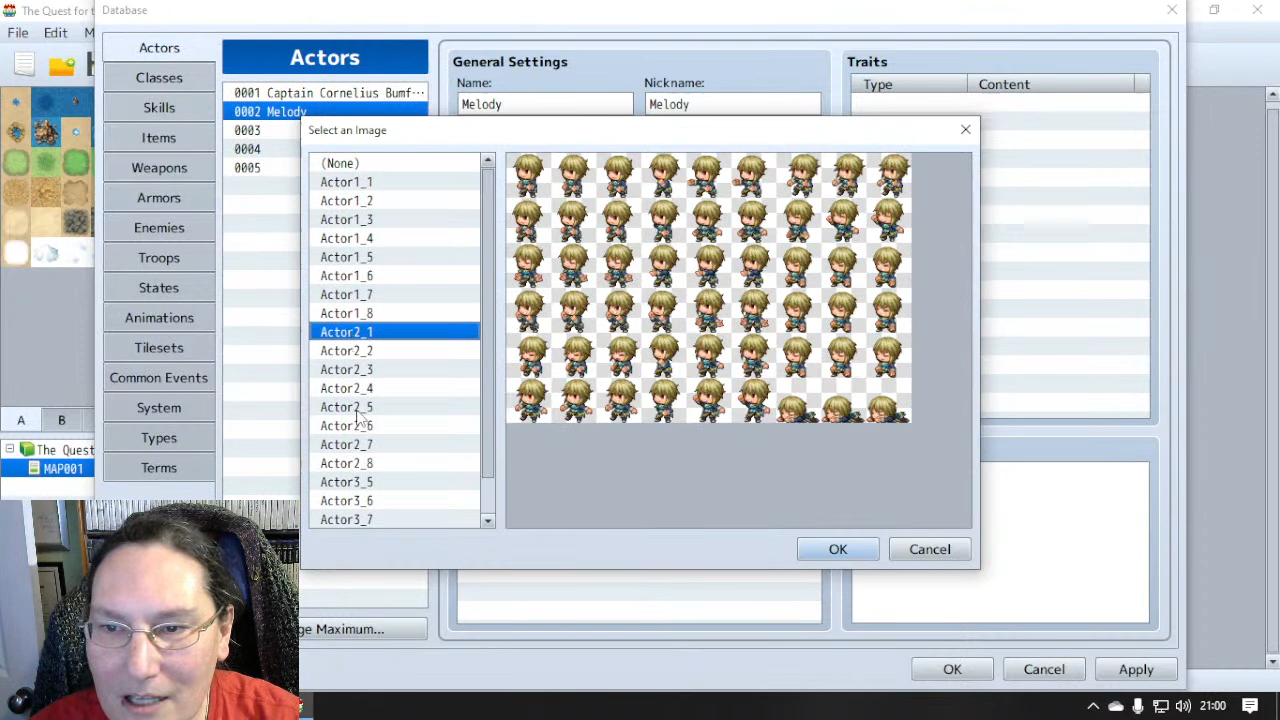 The Quest for t
Database
File Edit M
Actors
Classes
Skills
Items
Weapons
Armors
Enemies
Troops
States
Animations
Tilesets
Common Events
System
Types
Terms
A B
The Quest
MAP001
Actors
0001 Captain Cornelius Bumf···
0002 Melody
0003
0004
0005
ge Maximum...
General Settings
Name: Nickname:
Melody Melody
Traits
Type Content
Select an Image
(None)
Actor1_1
Actor1_2
Actor1_3
Actor1_4
Actor1_5
Actor1_6
Actor1_7
Actor1_8
Actor2_1
Actor2_2
Actor2_3
Actor2_4
Actor2_5
Actor2_6
Actor2_7
Actor2_8
Actor3_5
Actor3_6
Actor3_7
OK Cancel
OK Cancel Apply
21:00